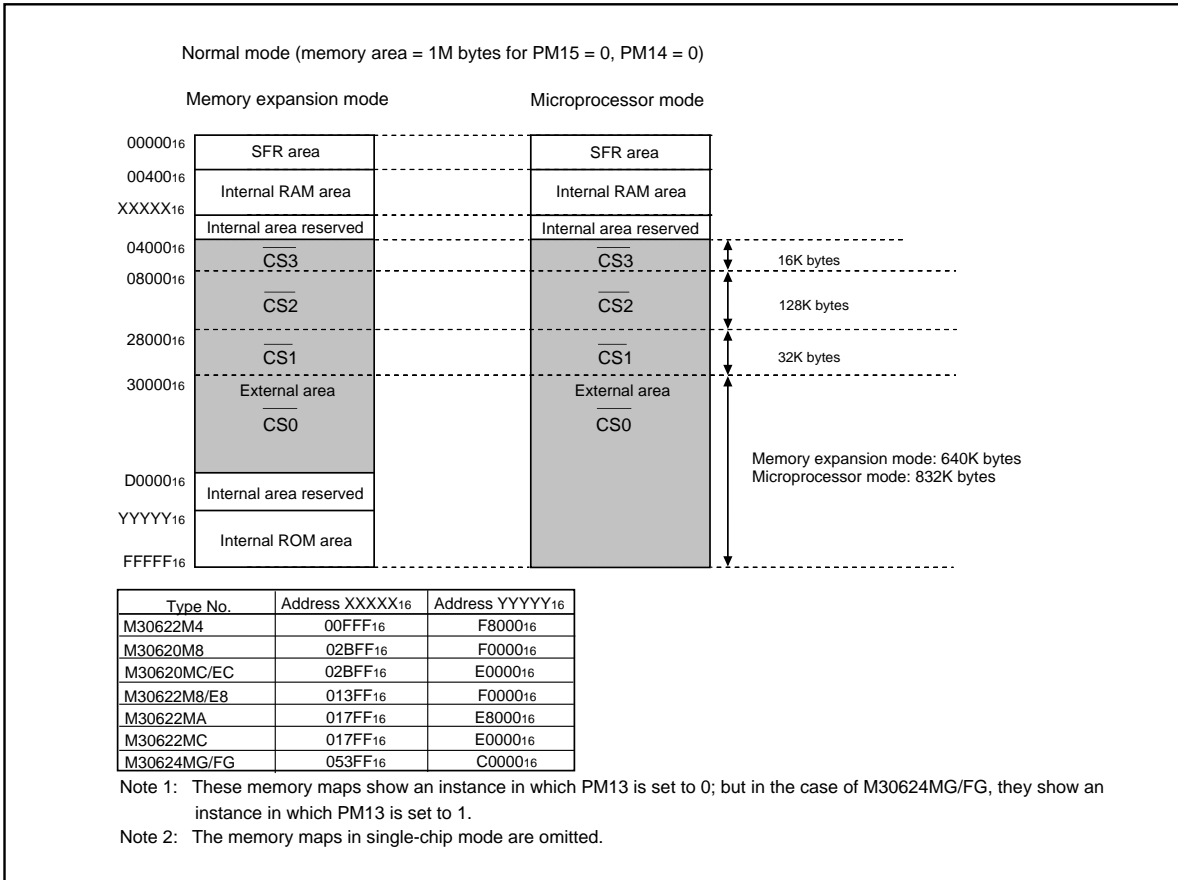 Normal mode (memory area = 1M bytes for PM15 = 0, PM14 = 0)
Memory expansion mode
Microprocessor mode
0000016
SFR area
SFR area
0040016
Internal RAM area
Internal RAM area
XXXXX16
Internal area reserved
Internal area reserved
0400016
CS3
CS3
16K bytes
0800016
CS2
CS2
128K bytes
2800016
CS1
CS1
32K bytes
3000016
External area
External area
CS0
CS0
Memory expansion mode: 640K bytes
Microprocessor mode: 832K bytes
D000016
Internal area reserved
YYYYY16
Internal ROM area
FFFFF16
Type No. Address XXXXX16 Address YYYYY16
M30622M4 00FFF16 F800016
M30620M8 02BFF16 F000016
M30620MC/EC 02BFF16 E000016
M30622M8/E8 013FF16 F000016
M30622MA 017FF16 E800016
M30622MC 017FF16 E000016
M30624MG/FG 053FF16 C000016
Note 1: These memory maps show an instance in which PM13 is set to 0; but in the case of M30624MG/FG, they show an
instance in which PM13 is set to 1.
Note 2: The memory maps in single-chip mode are omitted.